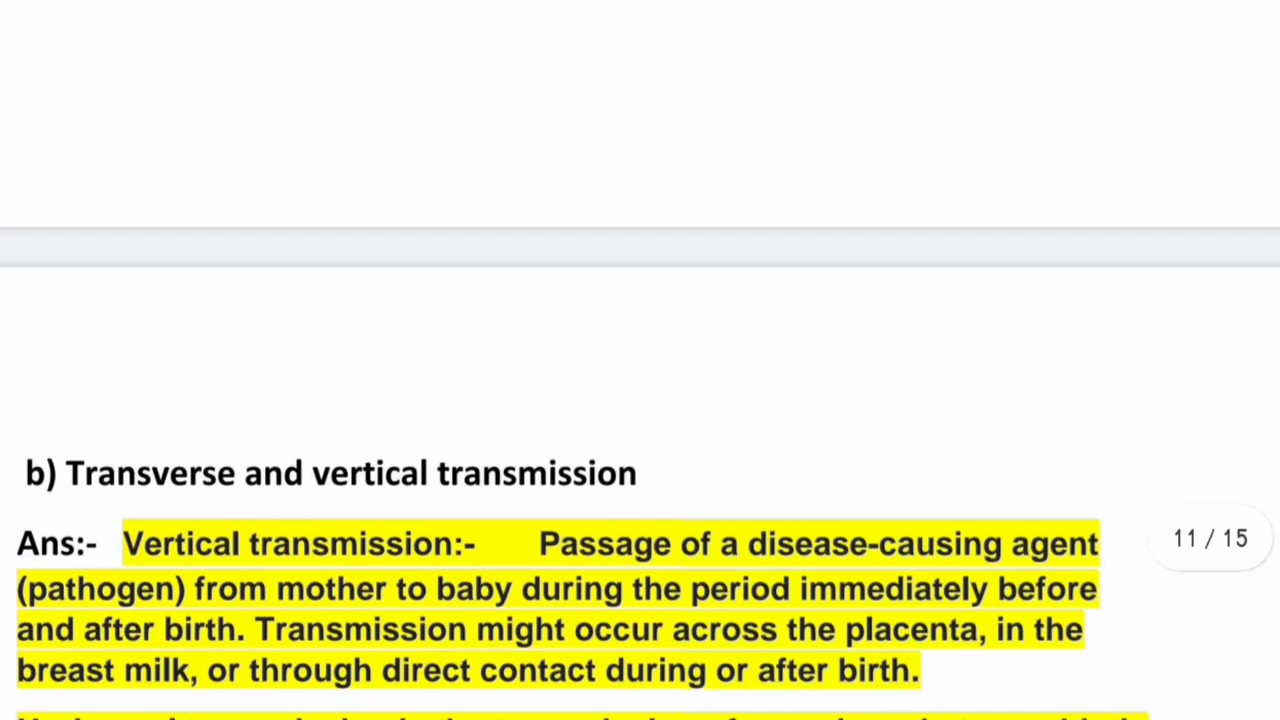 b) Transverse and vertical transmission
Ans:- Vertical transmission:- Passage of a disease-causing agent
11 / 15
(pathogen) from mother to baby during the period immediately before
and after birth. Transmission might occur across the placenta, in the
breast milk, or through direct contact during or after birth.